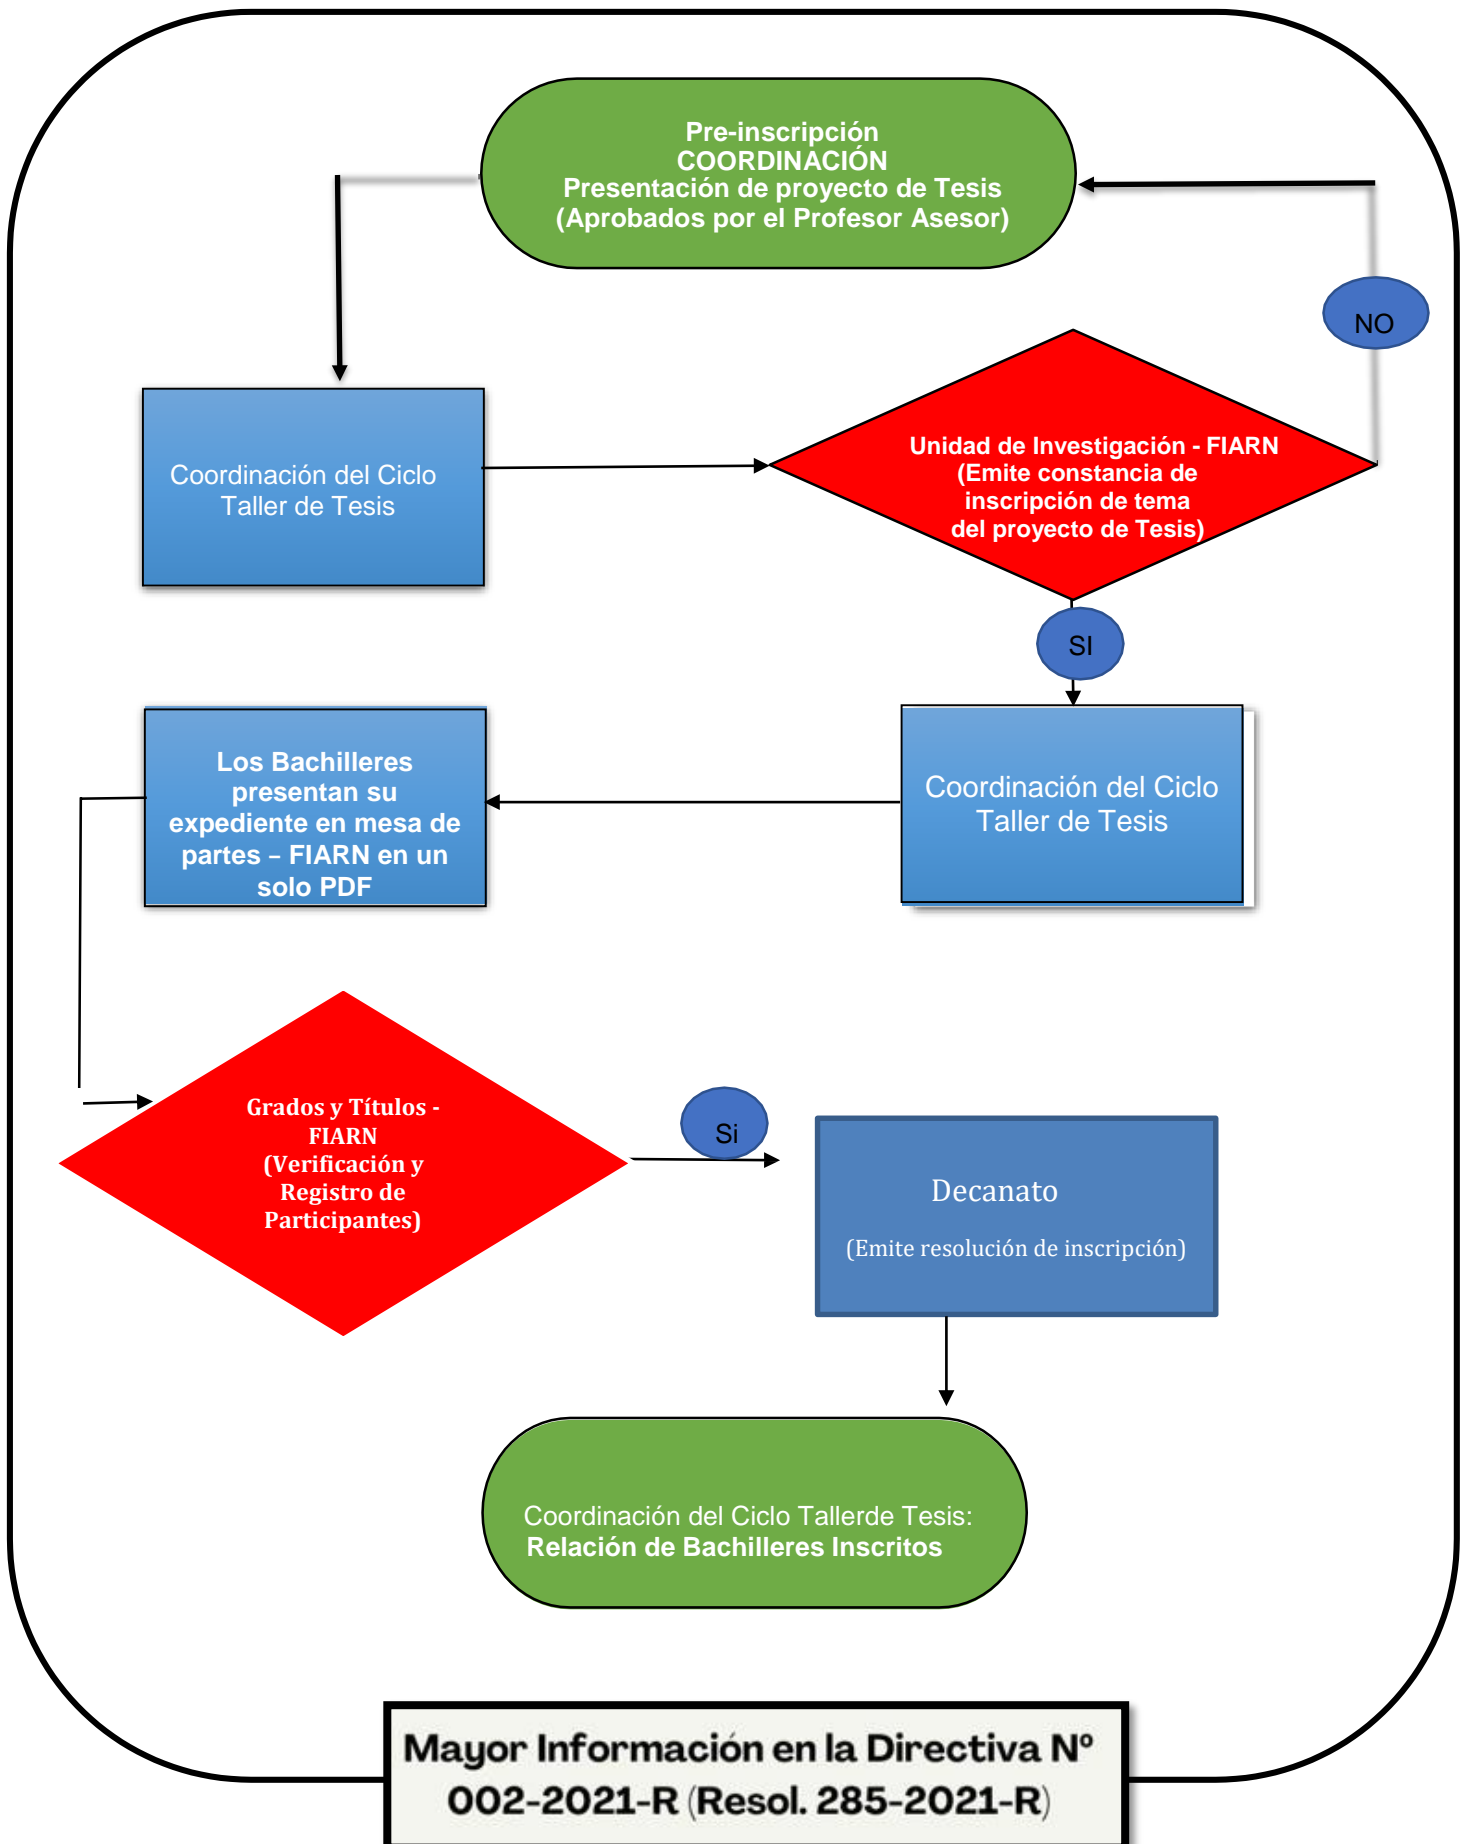 Pre-inscripción
COORDINACIÓN
Presentación de proyecto de Tesis
(Aprobados por el Profesor Asesor)
NO
Coordinación del Ciclo
Taller de Tesis
Unidad de Investigación - FIARN
(Emite constancia de
inscripción de tema
del proyecto de Tesis)
SI
Los Bachilleres
presentan su
expediente en mesa de
partes – FIARN en un
solo PDF
Coordinación del Ciclo
Taller de Tesis
Grados y Títulos -
FIARN
(Verificación y
Registro de
Participantes)
Si
Decanato
(Emite resolución de inscripción)
Coordinación del Ciclo Tallerde Tesis:
Relación de Bachilleres Inscritos
Mayor Información en la Directiva Nº
002-2021-R (Resol. 285-2021-R)